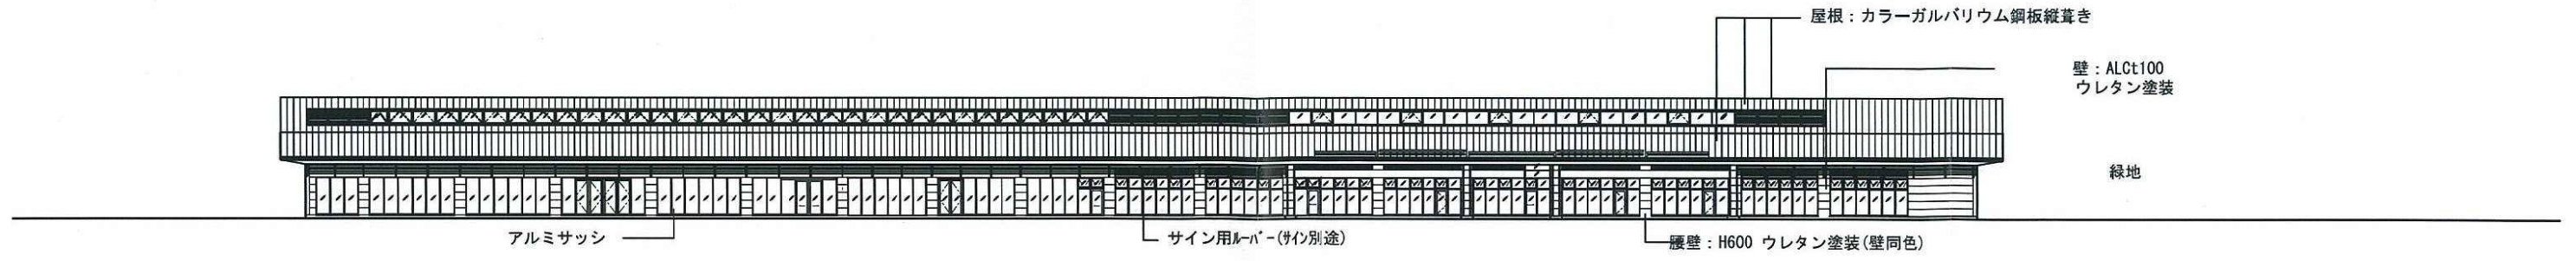 屋根：カラーガルバリウム鋼板縦葺き
壁：ALCt100
ウレタン塗装
緑地
アルミサッシ
サイン用ﾙｰﾊﾞｰ(ｻｲﾝ別途)
腰壁：H600 ウレタン塗装(壁同色)